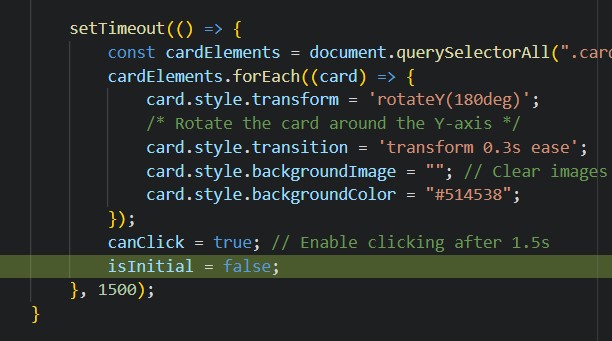 setTimeout(() => {
const cardElements = document.querySelectorAll(".card
cardElements.forEach((card) => {
card.style.transform = 'rotateY(180deg)';
/* Rotate the card around the Y-axis */
card.style.transition = 'transform 0.3s ease';
card.style.backgroundImage = ""; // Clear images
card.style.backgroundColor = "#514538";
});
canClick = true; // Enable clicking after 1.5s
isInitial = false;
}, 1500);
}